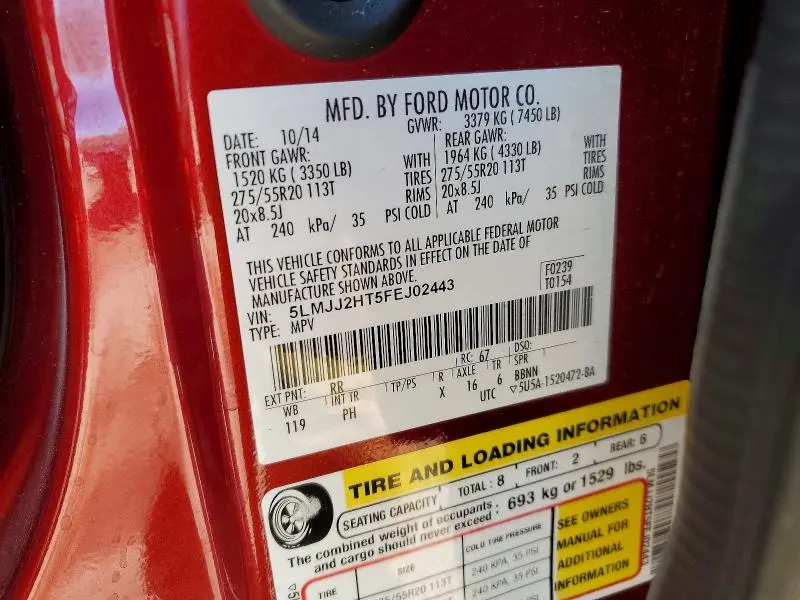 MFD. BY FORD MOTOR CO.
DATE: 10/14 GVWR: 3379 KG ( 7450 LB)
FRONT GAWR: REAR GAWR:
1520 KG ( 3350 LB) WITH 1964 KG ( 4330 LB) WITH
275/55R20 113T TIRES 275/55R20 113T TIRES
20x8.5J RIMS 20x8.5J RIMS
AT 240 kPa/ 35 PSI COLD AT 240 kPa/ 35 PSI COLD
THIS VEHICLE CONFORMS TO ALL APPLICABLE FEDERAL MOTOR
VEHICLE SAFETY STANDARDS IN EFFECT ON THE DATE OF
MANUFACTURE SHOWN ABOVE.
VIN: 5LMJJ2HT5FEJ02443 F0239
TYPE: MPV T0154
EXT PNT: RR RC: 67 DSO:
WB INT TR TP/PS R AXLE TR SPR
119 PH X 16 6 BBNN
UTC ▽5U5A-1520472-BA
TIRE AND LOADING INFORMATION
SEATING CAPACITY TOTAL : 8 FRONT: 2 REAR: 6
The combined weight of occupants
and cargo should never exceed : 693 kg or 1529 lbs.
TIRE SIZE COLD TIRE PRESSURE SEE OWNERS
MANUAL FOR
ADDITIONAL
INFORMATION
275/55R20 113T 240 KPA, 35 PSI
240 KPA, 35 PSI